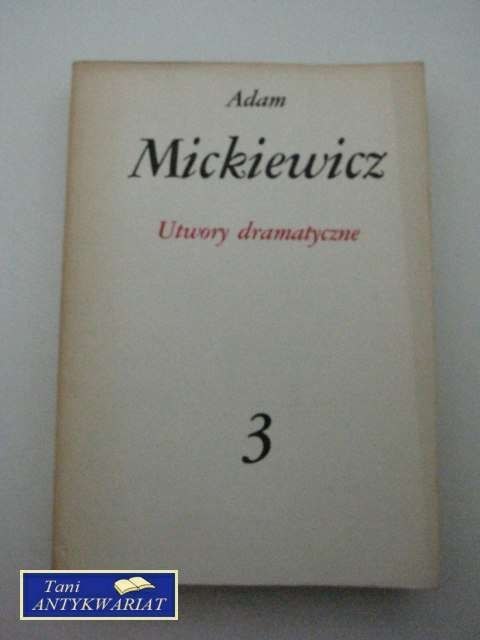 Adam
Mickiewicz
Utwory dramatyczne
3
Tani
ANTYKWARIAT